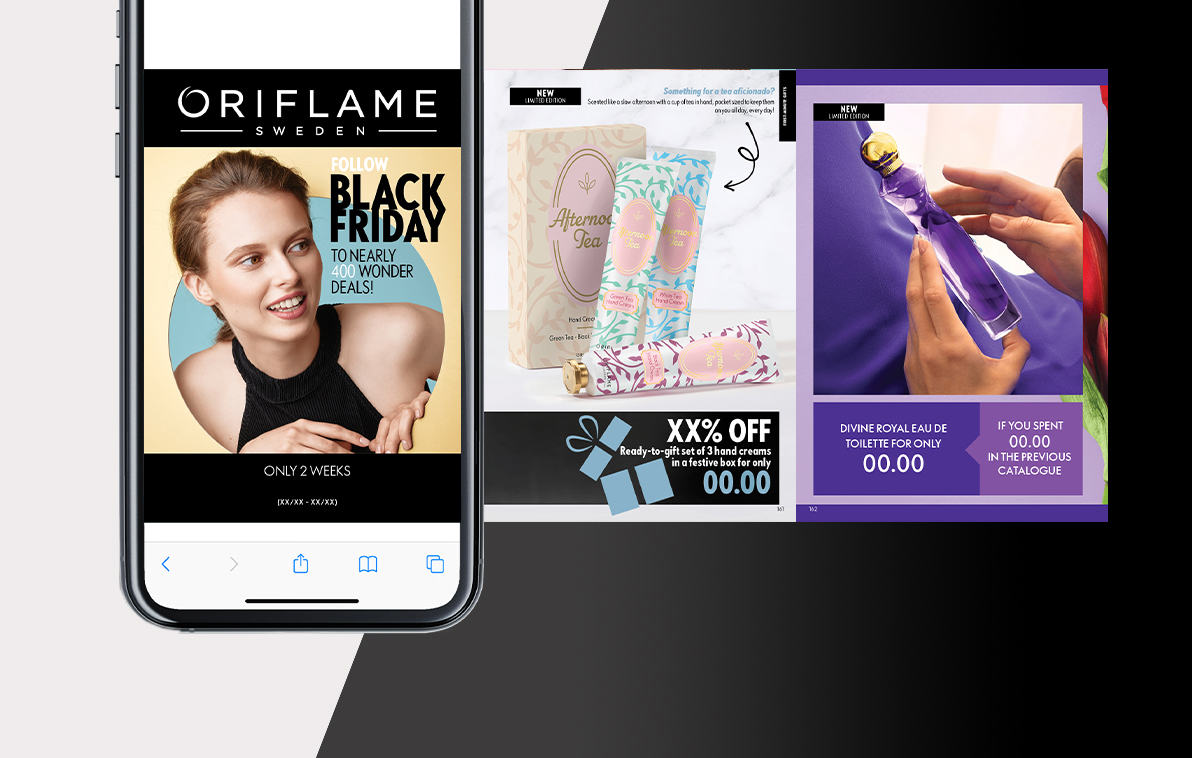 ORIFLAME
SWEDEN
FOLLOW
BLACK
FRIDAY
TO NEARLY
400 WONDER
DEALS!
ONLY 2 WEEKS
(XX/XX - XX/XX)
NEW
LIMITED EDITION
Something for a tea aficionado?
Scented like a slow afternoon with a cup of tea in hand, pocket sized to keep them
on you all day, every day!
Afternoon
Tea
Hand Crea
Green Tea - Black
Afternoon
Tea
Green Tea
Hand Cream
Afternoon
Tea
White Tea
Hand Cream
XX% OFF
Ready-to-gift set of 3 hand creams
in a festive box for only
00.00
161
NEW
LIMITED EDITION
DIVINE ROYAL EAU DE
TOILETTE FOR ONLY
00.00
IF YOU SPENT
00.00
IN THE PREVIOUS
CATALOGUE
162